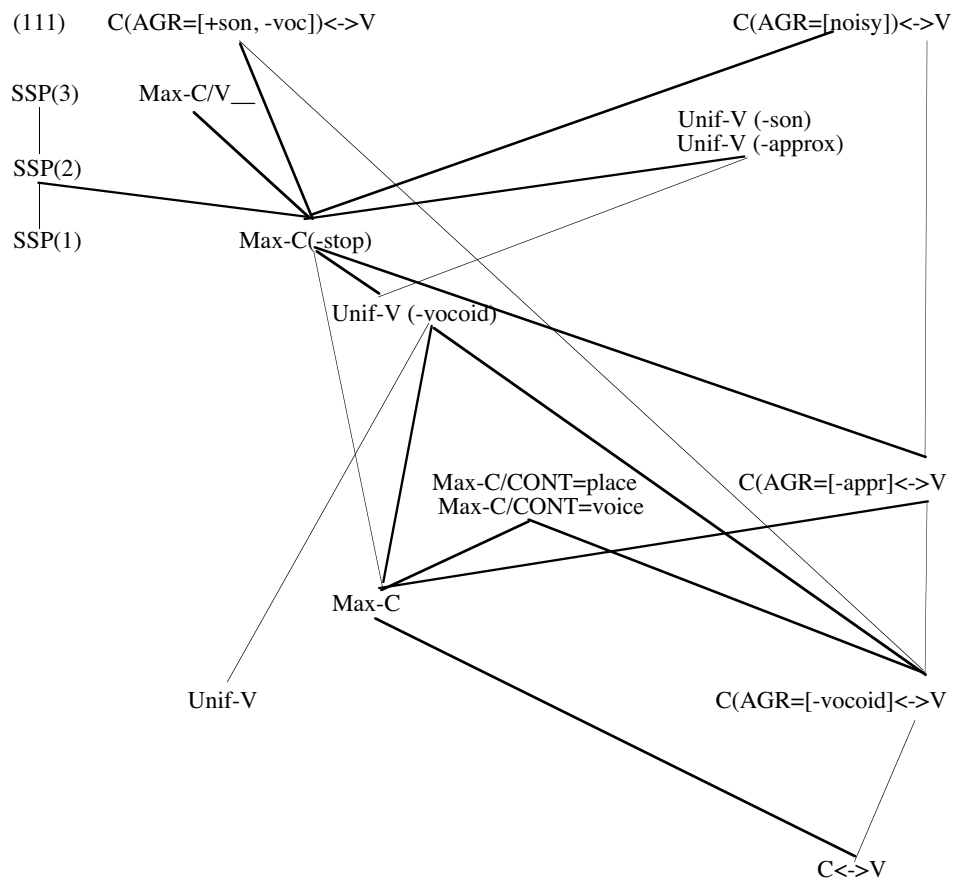 (111) C(AGR=[+son, -voc])<->V C(AGR=[noisy])<->V
SSP(3) Max-C/V__
Unif-V (-son)
Unif-V (-approx)
SSP(2)
SSP(1) Max-C(-stop)
Unif-V (-vocoid)
Max-C/CONT=place C(AGR=[-appr]<->V
Max-C/CONT=voice
Max-C
Unif-V C(AGR=[-vocoid]<->V
C<->V